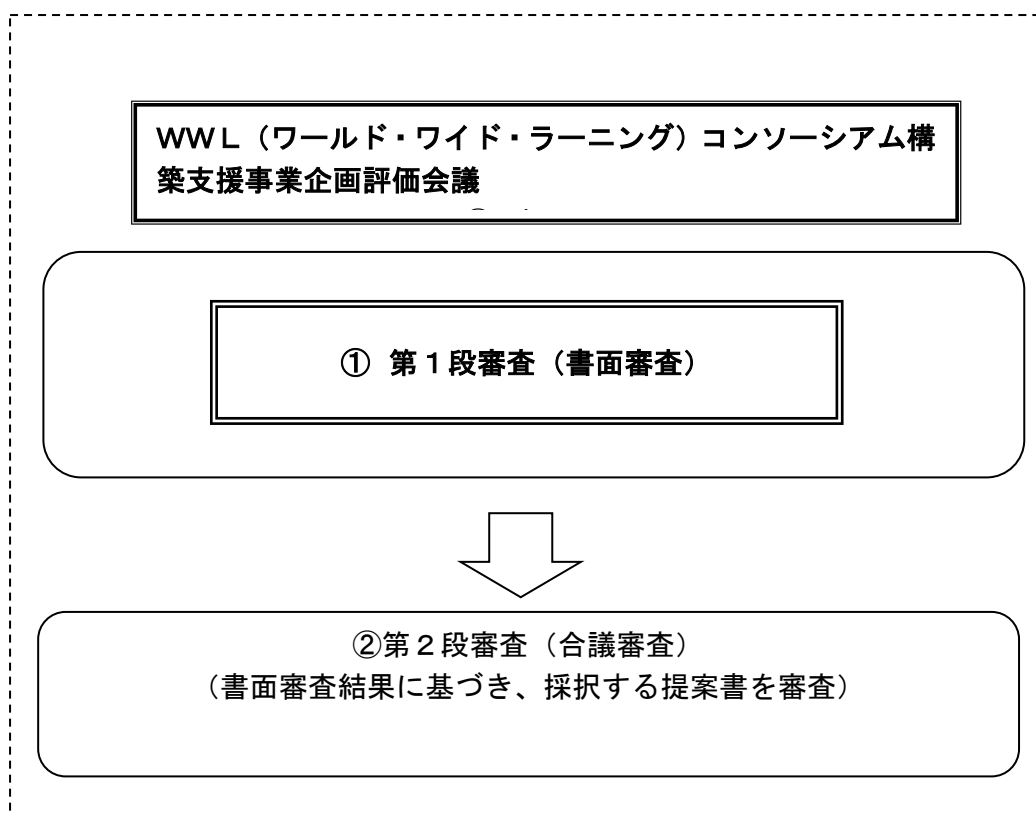 ＷＷＬ（ワールド・ワイド・ラーニング）コンソーシアム構
築支援事業企画評価会議
① 第１段審査（書面審査）
②第２段審査（合議審査）
（書面審査結果に基づき、採択する提案書を審査）